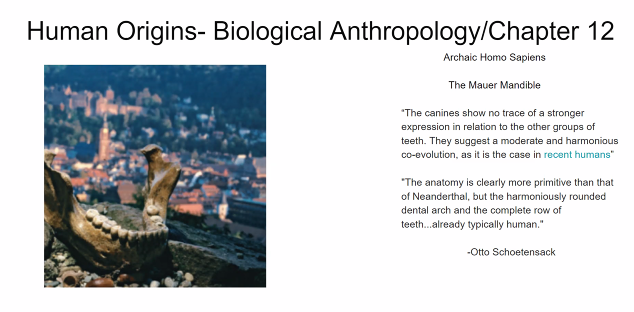 Human Origins- Biological Anthropology/Chapter 12
Archaic Homo Sapiens
The Mauer Mandible
"The canines show no trace of a stronger
expression in relation to the other groups of
teeth. They suggest a moderate and harmonious
co-evolution, as it is the case in recent humans"
"The anatomy is clearly more primitive than that
of Neanderthal, but the harmoniously rounded
dental arch and the complete row of
teeth...already typically human."
-Otto Schoetensack